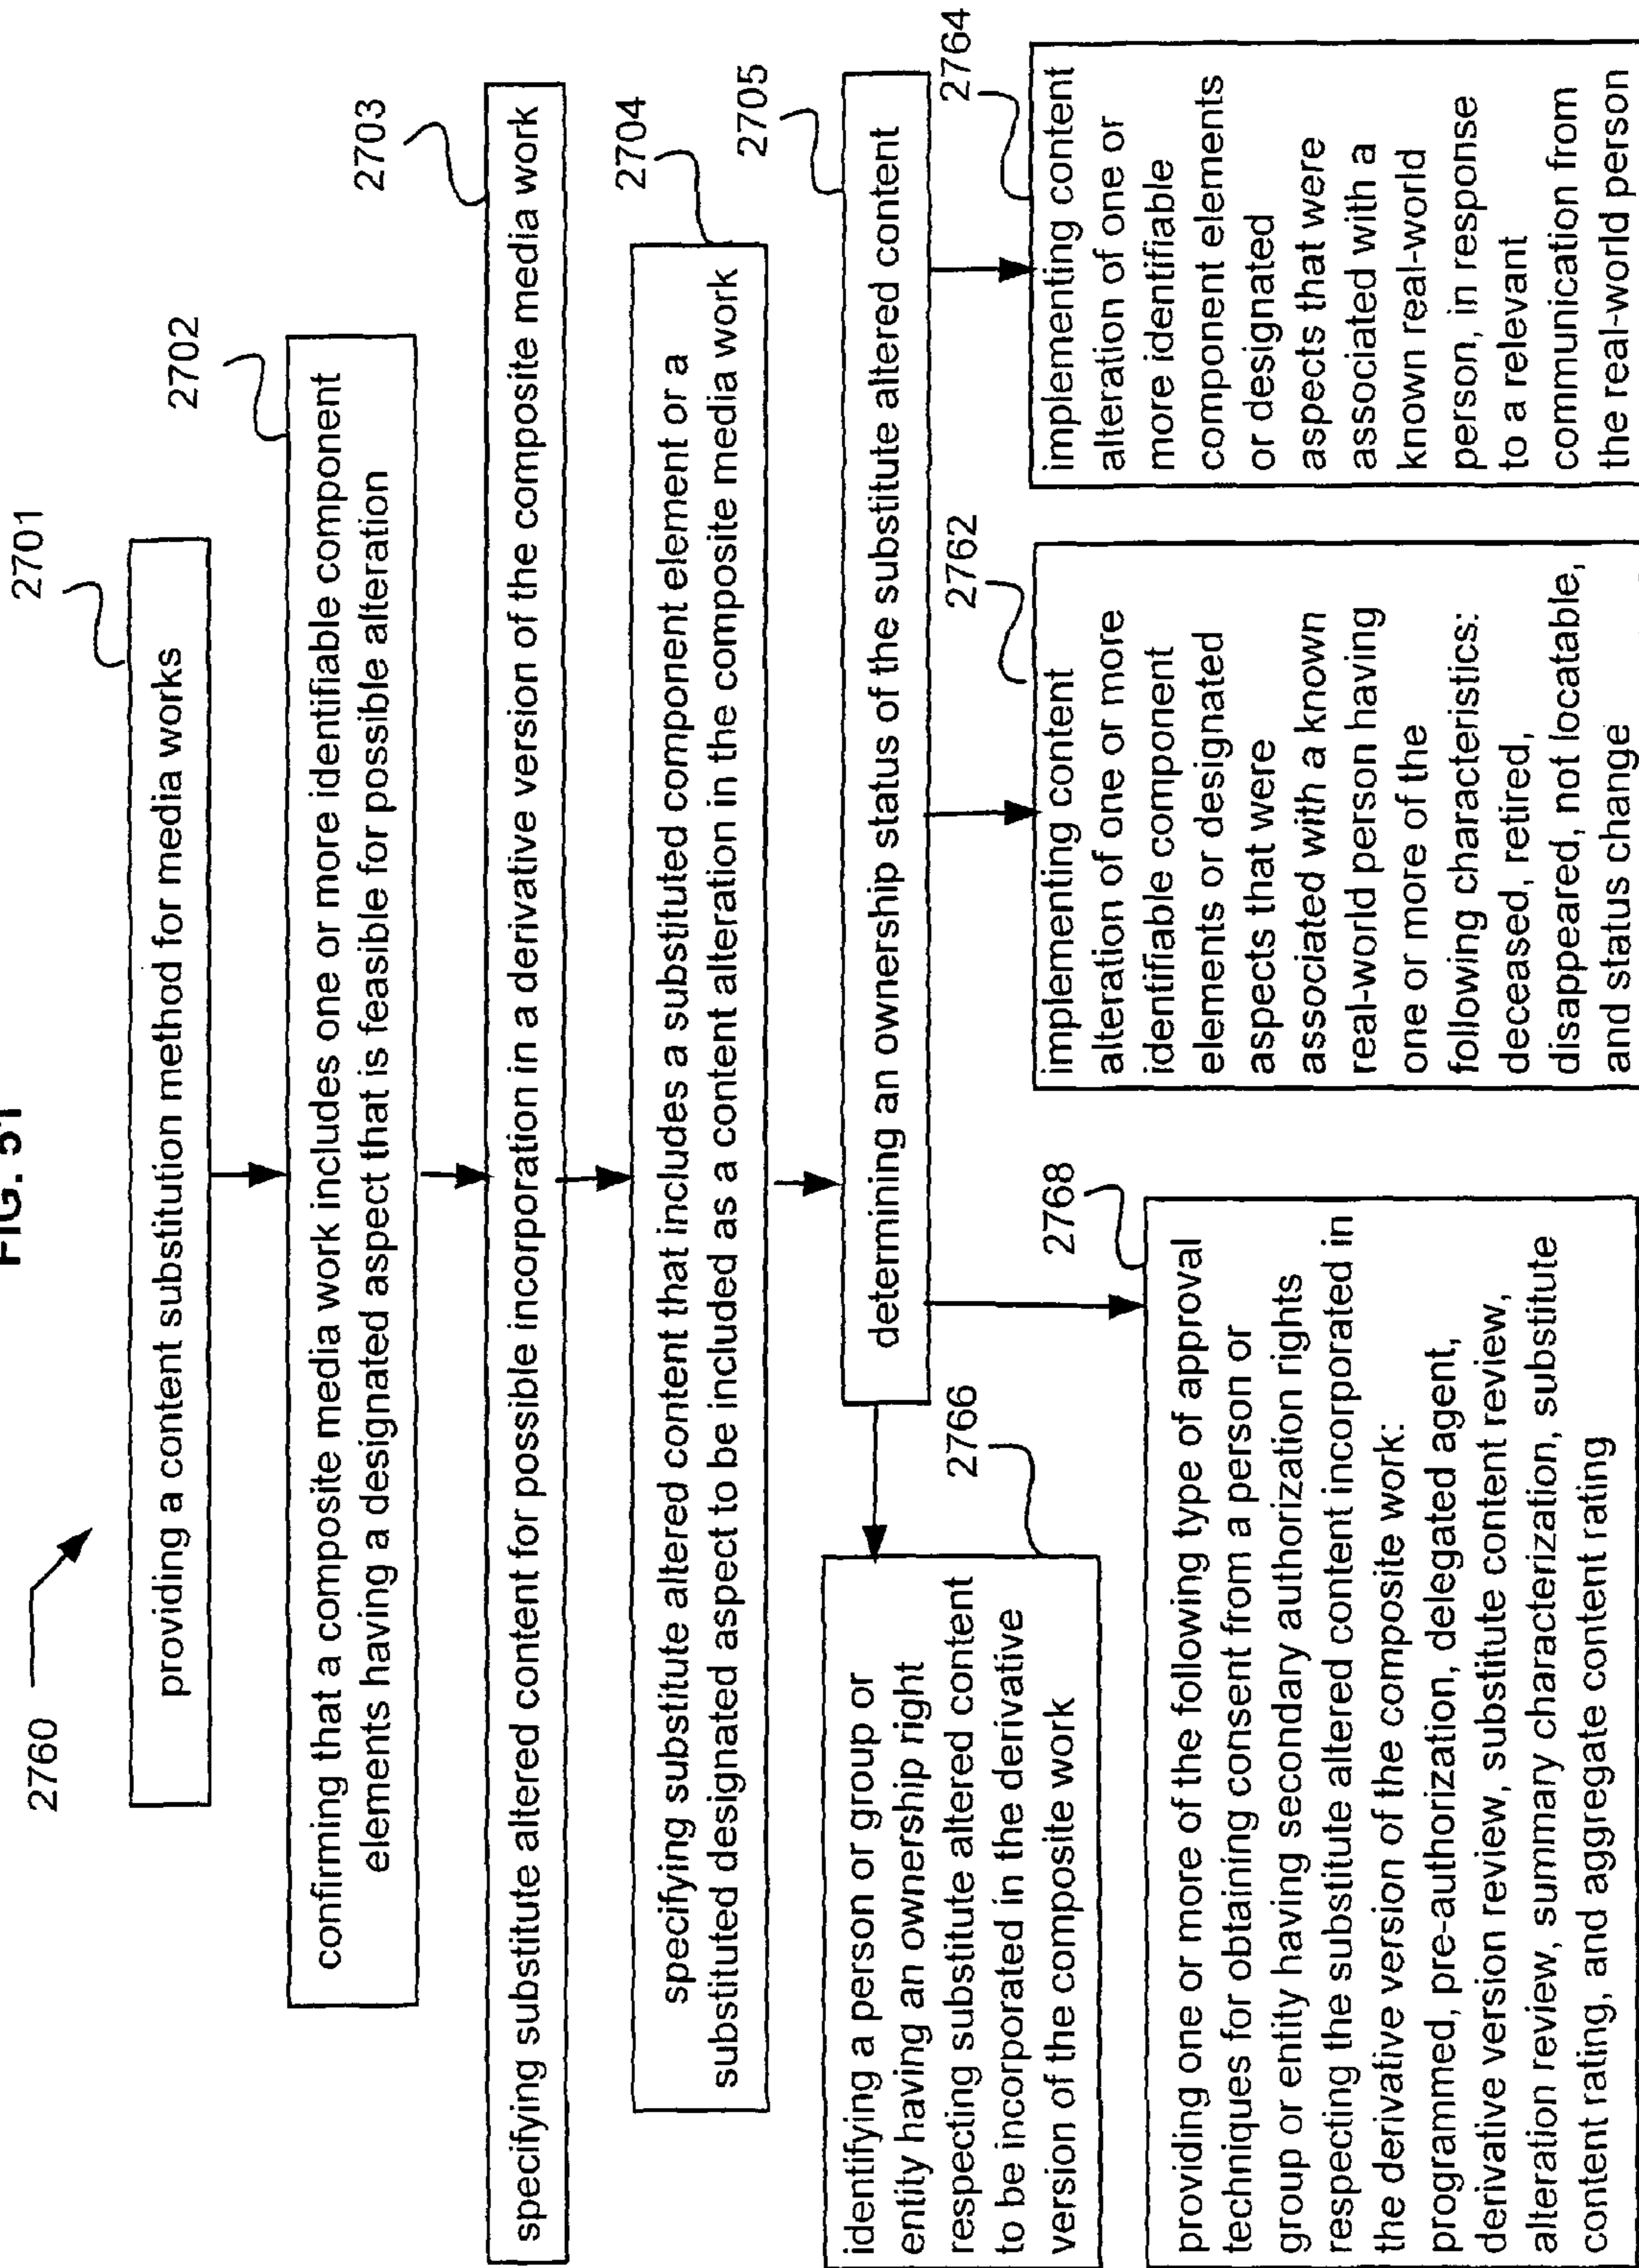 FIG. 51
2760
2701
providing a content substitution method for media works
2702
confirming that a composite media work includes one or more identifiable component
elements having a designated aspect that is feasible for possible alteration
2703
specifying substitute altered content for possible incorporation in a derivative version of the composite media work
2704
specifying substitute altered content that includes a substituted component element or a
substituted designated aspect to be included as a content alteration in the composite media work
2705
determining an ownership status of the substitute altered content
2766
identifying a person or group or
entity having an ownership right
respecting substitute altered content
to be incorporated in the derivative
version of the composite work
2768
providing one or more of the following type of approval
techniques for obtaining consent from a person or
group or entity having secondary authorization rights
respecting the substitute altered content incorporated in
the derivative version of the composite work:
programmed, pre-authorization, delegated agent,
derivative version review, substitute content review,
alteration review, summary characterization, substitute
content rating, and aggregate content rating
2762
implementing content
alteration of one or more
identifiable component
elements or designated
aspects that were
associated with a known
real-world person having
one or more of the
following characteristics:
deceased, retired,
disappeared, not locatable,
and status change
2764
implementing content
alteration of one or
more identifiable
component elements
or designated
aspects that were
associated with a
known real-world
person, in response
to a relevant
communication from
the real-world person